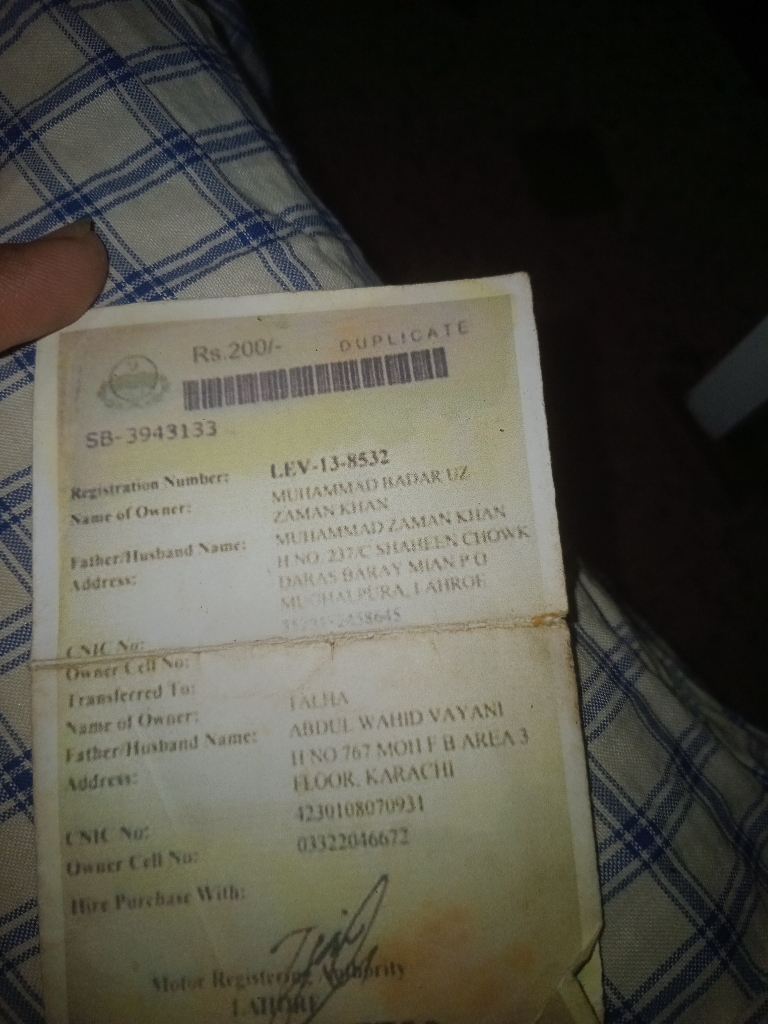 Rs.200/- DUPLICATE
SB-3943133
Registration Number: LEV-13-8532
Name of Owner: MUHAMMAD BADAR UZ
ZAMAN KHAN
Father/Husband Name: MUHAMMAD ZAMAN KHAN
Address: H NO. 237/C SHAHEEN CHOWK
DARAS BARAY MIAN P O
MUGHALPURA, LAHROE
CNIC No:
Owner Cell No:
Transferred To:
Name of Owner: TALHA
Father/Husband Name: ABDUL WAHID VAYANI
Address: H NO 767 MOH F B AREA 3
FLOOR, KARACHI
CNIC No: 4230108070931
Owner Cell No: 03322046672
Hire Purchase With:
Motor Registering Authority
LAHORE